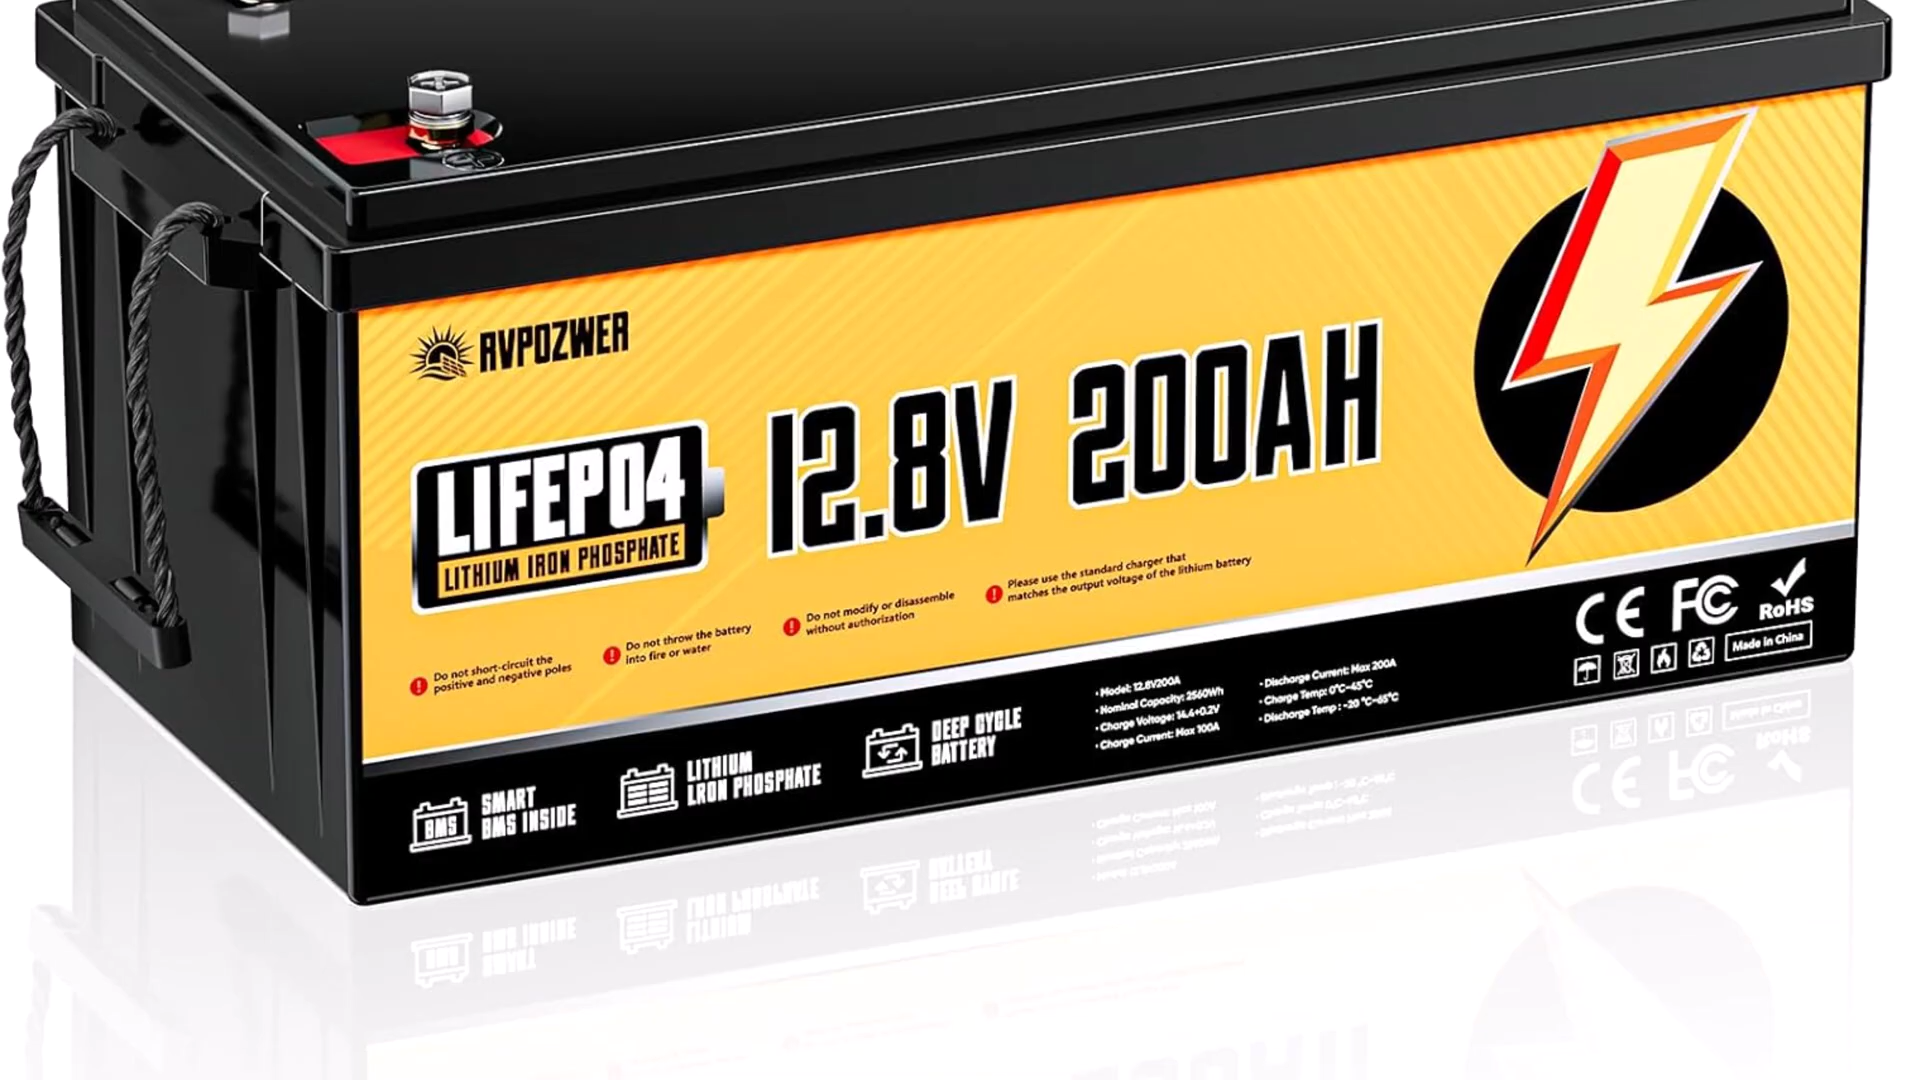 RVPOZWER
LIFEPO4
LITHIUM IRON PHOSPHATE
12.8V 200AH
Do not short-circuit the
positive and negative poles
Do not throw the battery
into fire or water
Do not modify or disassemble
without authorization
Please use the standard charger that
matches the output voltage of the lithium battery
BMS
SMART
BMS INSIDE
LITHIUM
LRON PHOSPHATE
DEEP CYCLE
BATTERY
• Model: 12.8V200A
• Nominal Capacity: 2560Wh
• Charge Voltage: 14.4+0.2V
• Charge Current: Max 100A
• Discharge Current: Max 200A
• Charge Temp: 0°C~45°C
• Discharge Temp : -20 °C~65°C
CE FC RoHS
Made in China